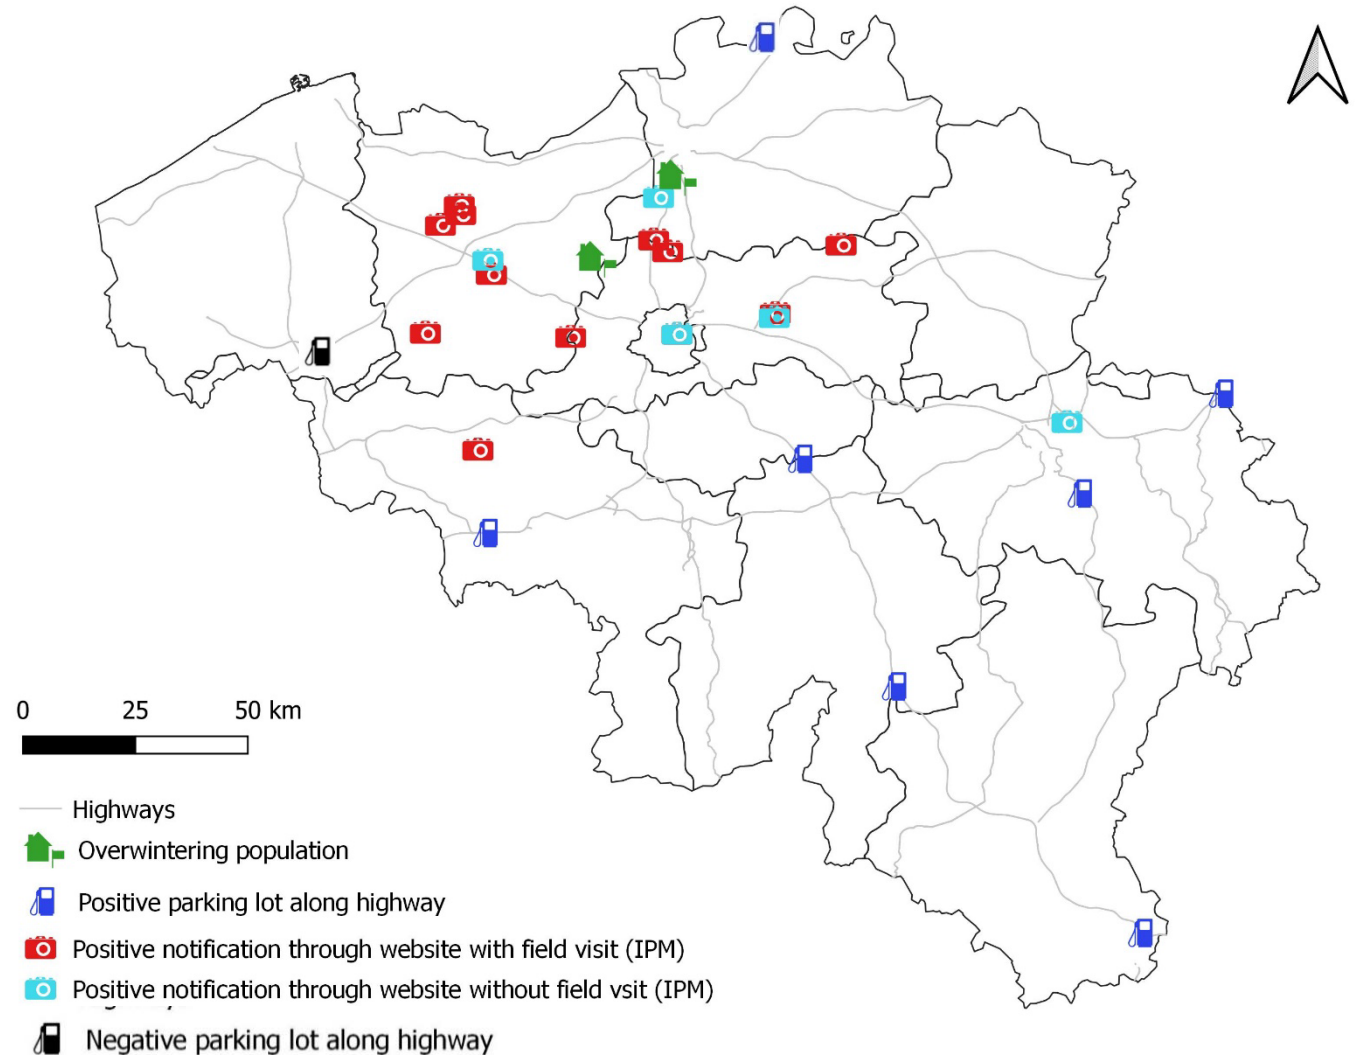 0 25 50 km
Highways
Overwintering population
Positive parking lot along highway
Positive notification through website with field visit (IPM)
Positive notification through website without field vsit (IPM)
Negative parking lot along highway